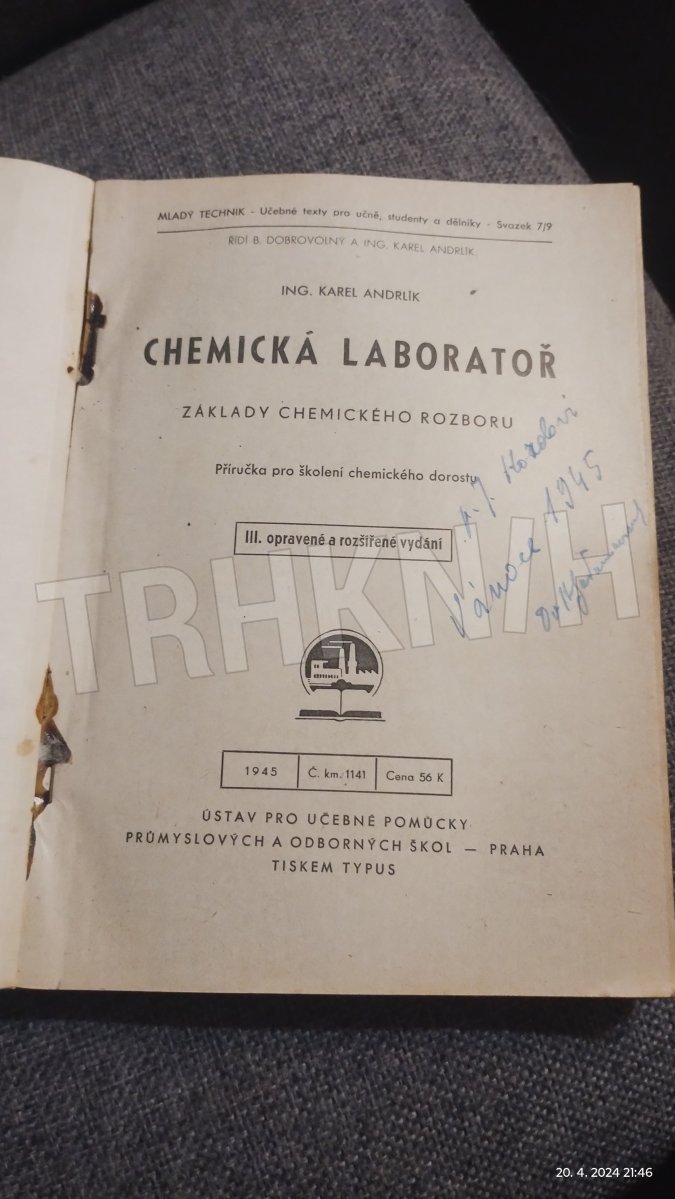 MLADÝ TECHNIK - Učebné texty pro učně, studenty a dělníky - Svazek 7/9
ŘÍDÍ B. DOBROVOLNÝ A ING. KAREL ANDRLÍK
ING. KAREL ANDRLÍK
CHEMICKÁ LABORATOŘ
ZÁKLADY CHEMICKÉHO ROZBORU
Příručka pro školení chemického dorostu
III. opravené a rozšířené vydání
Vánoce 1945
TRHKNIH
1945 Č. km. 1141 Cena 56 K
ÚSTAV PRO UČEBNÉ POMŮCKY
PRŮMYSLOVÝCH A ODBORNÝCH ŠKOL — PRAHA
TISKEM TYPUS
20. 4. 2024 21:46